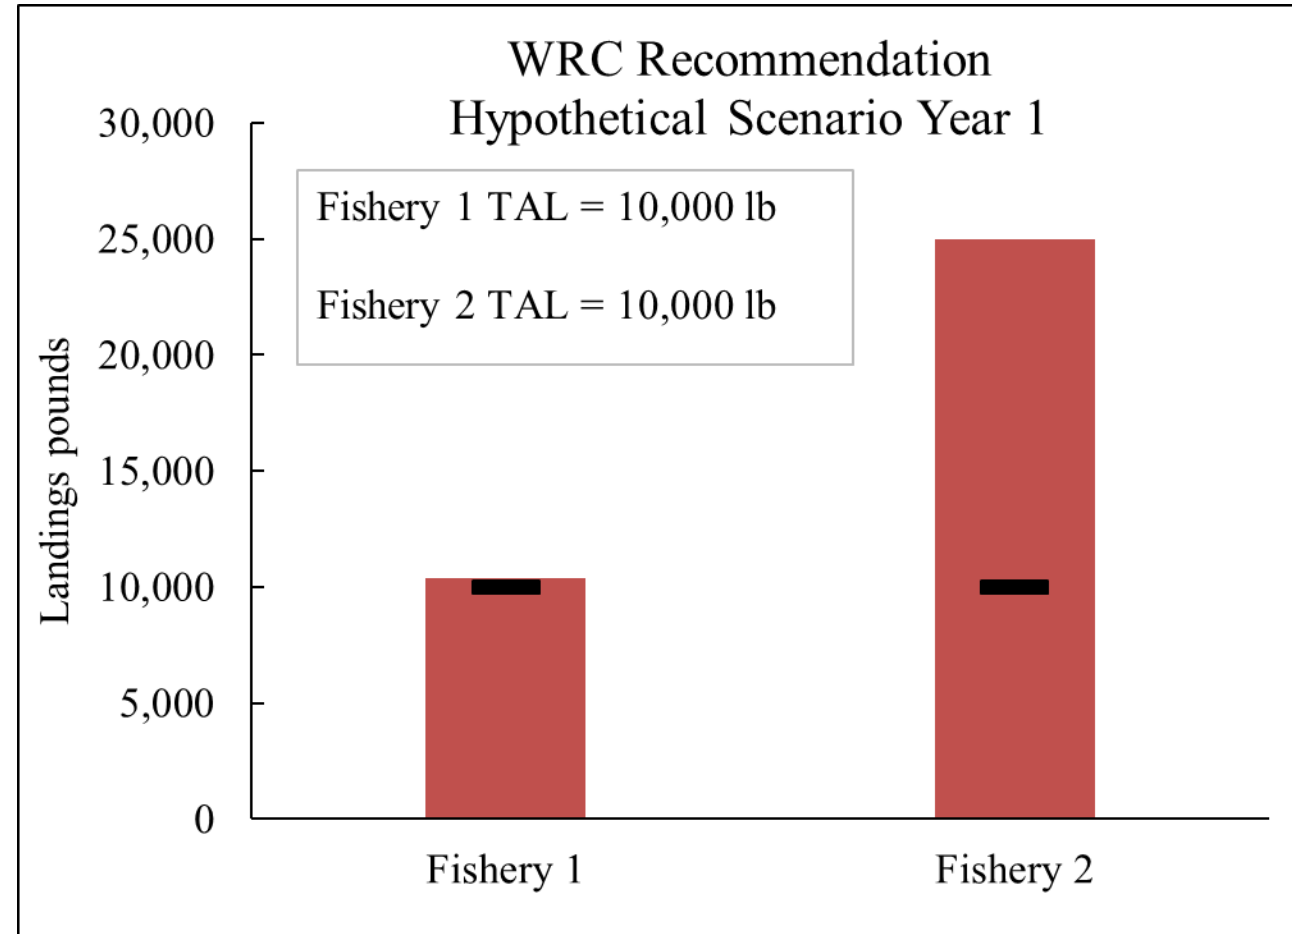 WRC Recommendation
Hypothetical Scenario Year 1
30,000
25,000
20,000
15,000
10,000
5,000
0
Landings pounds
Fishery 1 TAL = 10,000 lb
Fishery 2 TAL = 10,000 lb
Fishery 1
Fishery 2